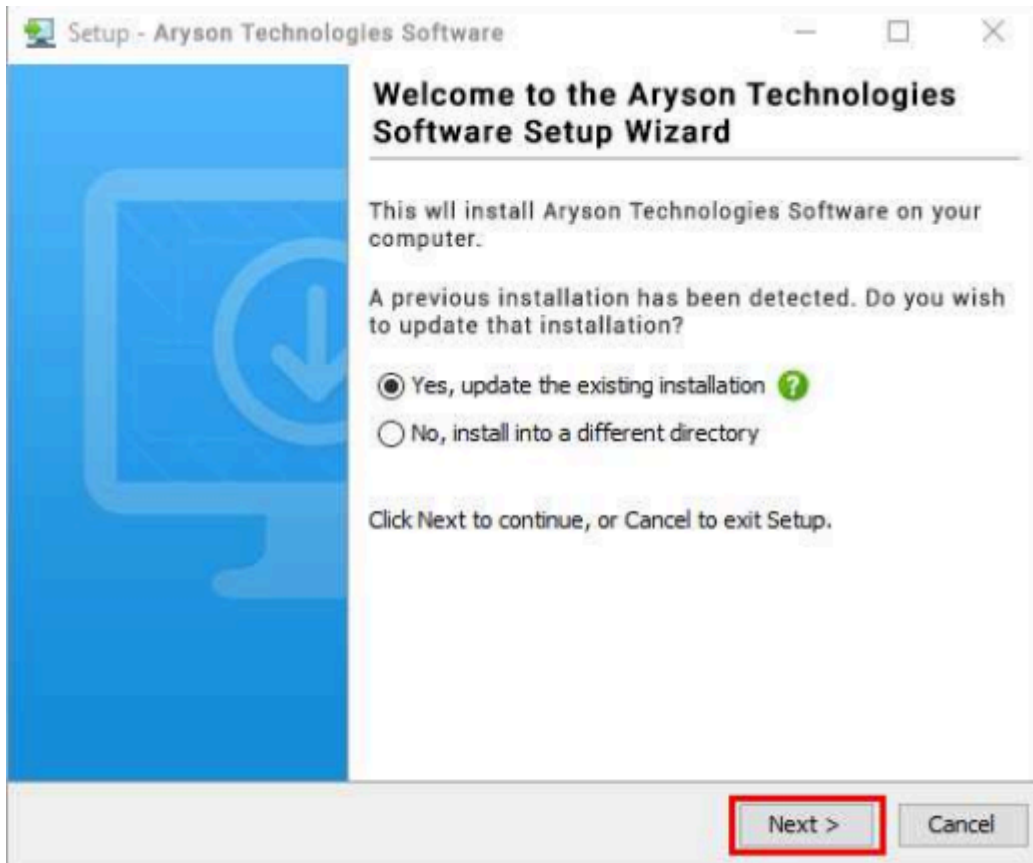 Setup - Aryson Technologies Software
Welcome to the Aryson Technologies
Software Setup Wizard
This wll install Aryson Technologies Software on your
computer.
A previous installation has been detected. Do you wish
to update that installation?
Yes, update the existing installation ?
No, install into a different directory
Click Next to continue, or Cancel to exit Setup.
Next > Cancel